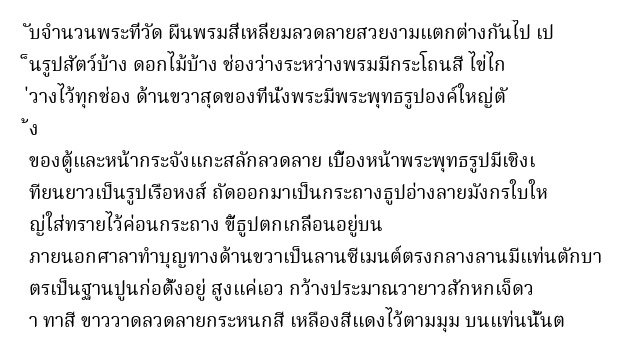 ับจำนวนพระที่วัด ผืนพรมสีเหลี่ยมลวดลายสวยงามแตกต่างกันไป เป
็นรูปสัตว์บ้าง ดอกไม้บ้าง ช่องว่างระหว่างพรมมีกระโถนสี ไข่ไก
่วางไว้ทุกช่อง ด้านขวาสุดของที่นั่งพระมีพระพุทธรูปองค์ใหญ่ตั
้ง
ของตู้และหน้ากระจังแกะสลักลวดลาย เบื้องหน้าพระพุทธรูปมีเชิงเ
ทียนยาวเป็นรูปเรือหงส์ ถัดออกมาเป็นกระถางธูปอ่างลายมังกรใบให
ญ่ใส่ทรายไว้ค่อนกระถาง ขี้ธูปตกเกลื่อนอยู่บน
ภายนอกศาลาทำบุญทางด้านขวาเป็นลานซีเมนต์ตรงกลางลานมีแท่นตักบา
ตรเป็นฐานปูนก่อตั้งอยู่ สูงแค่เอว กว้างประมาณวายาวสักหกเจ็ดว
า ทาสี ขาววาดลวดลายกระหนกสี เหลืองสีแดงไว้ตามมุม บนแท่นนั้นต